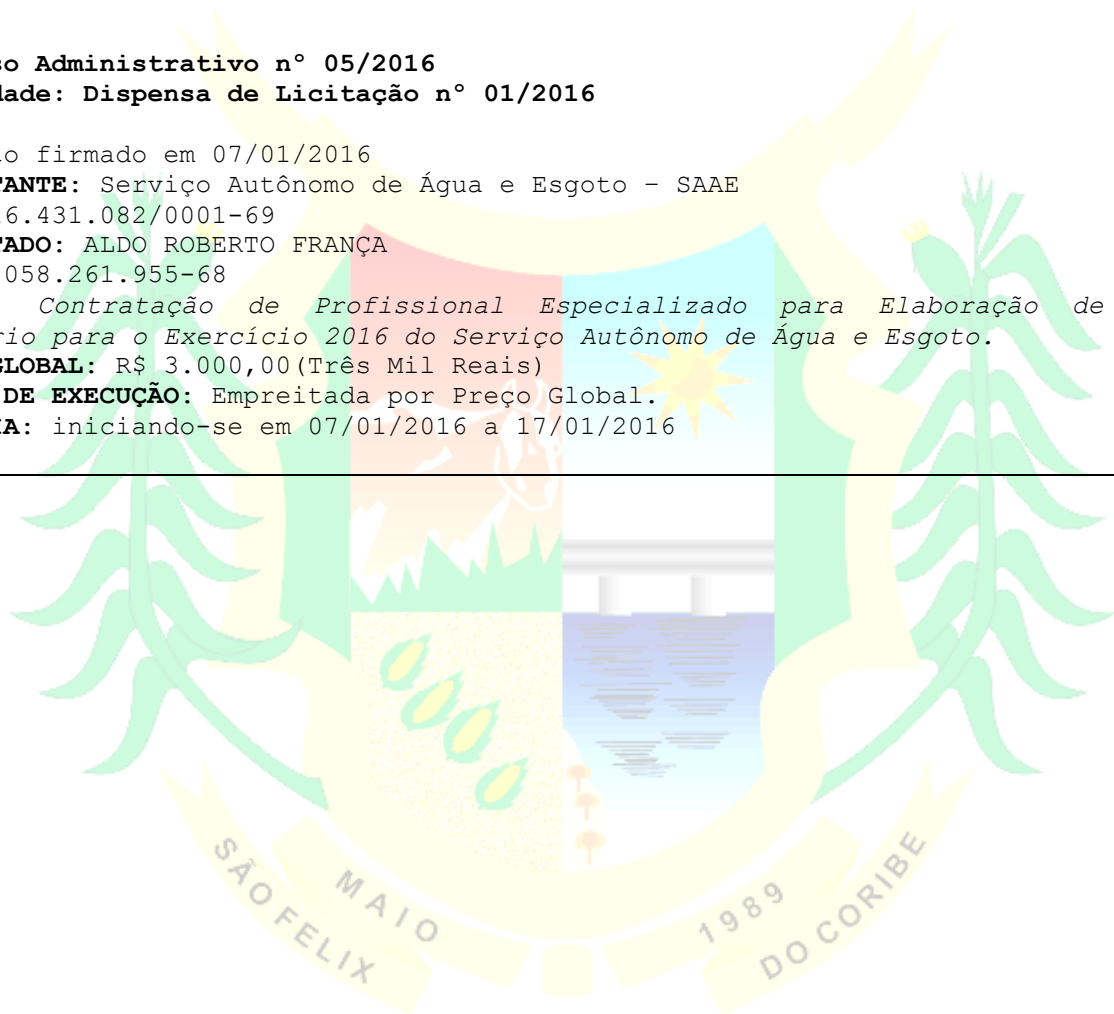 so Administrativo nº 05/2016
dade: Dispensa de Licitação nº 01/2016
o firmado em 07/01/2016
TANTE: Serviço Autônomo de Água e Esgoto – SAAE
6.431.082/0001-69
TADO: ALDO ROBERTO FRANÇA
058.261.955-68
Contratação de Profissional Especializado para Elaboração de
rio para o Exercício 2016 do Serviço Autônomo de Água e Esgoto.
GLOBAL: R$ 3.000,00(Três Mil Reais)
DE EXECUÇÃO: Empreitada por Preço Global.
IA: iniciando-se em 07/01/2016 a 17/01/2016
SÃO FELIX MAIO 1989 DO CORIBE